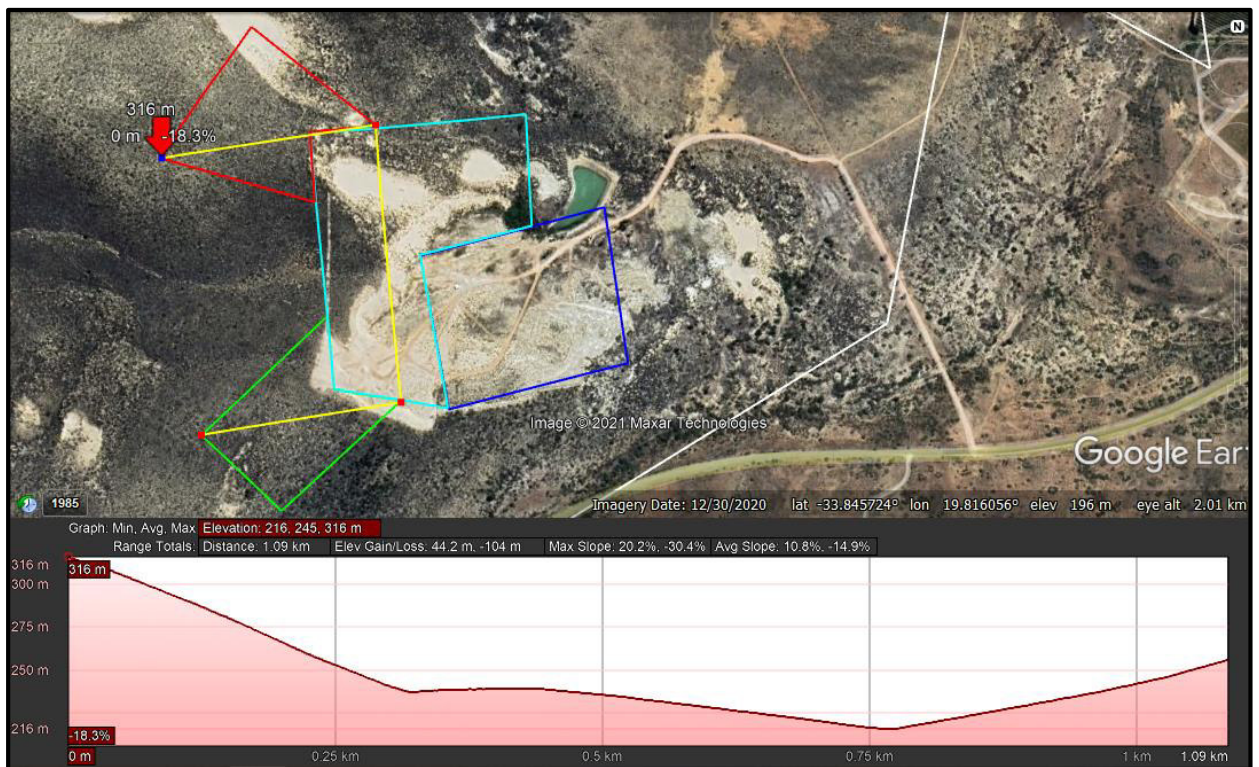 N
316 m
0 m -18.3%
Image © 2021 Maxar Technologies
Google Ear
1985
Imagery Date: 12/30/2020 lat -33.845724° lon 19.816056° elev 196 m eye alt 2.01 km
Graph: Min, Avg, Max Elevation: 216, 245, 316 m
Range Totals: Distance: 1.09 km Elev Gain/Loss: 44.2 m, -104 m Max Slope: 20.2%, -30.4% Avg Slope: 10.8%, -14.9%
316 m
316 m
300 m
275 m
250 m
216 m
-18.3%
0 m 0.25 km 0.5 km 0.75 km 1 km 1.09 km